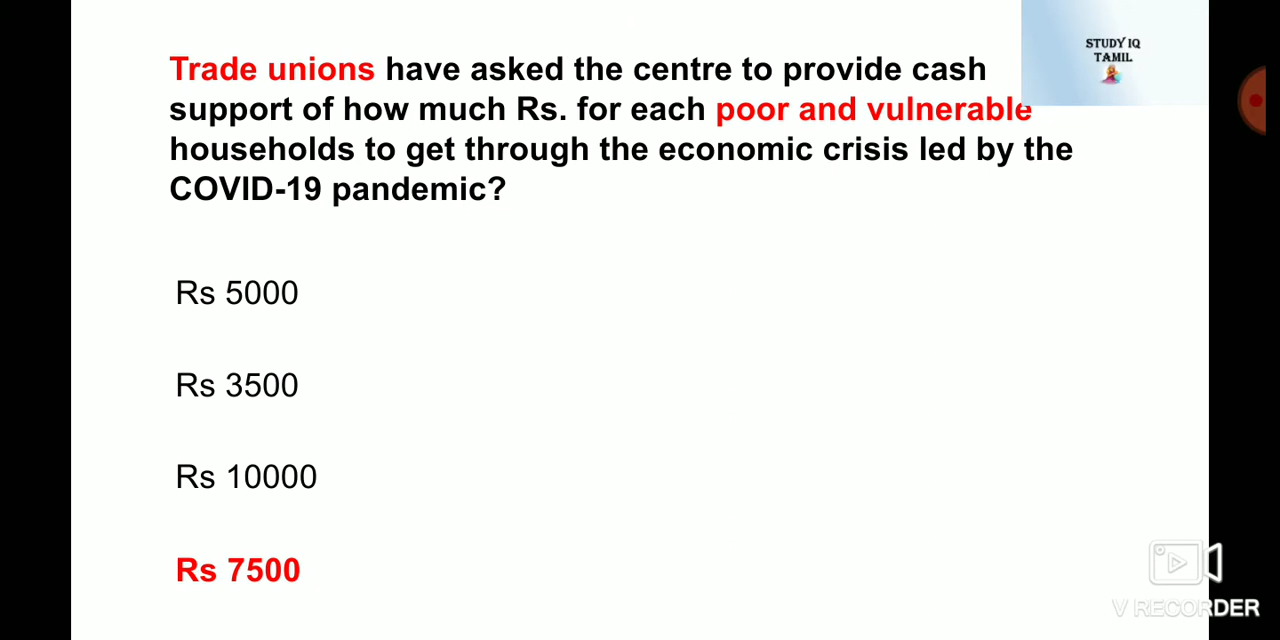 Trade unions have asked the centre to provide cash
support of how much Rs. for each poor and vulnerable
households to get through the economic crisis led by the
COVID-19 pandemic?
STUDY IQ
TAMIL
Rs 5000
Rs 3500
Rs 10000
Rs 7500
V RECORDER